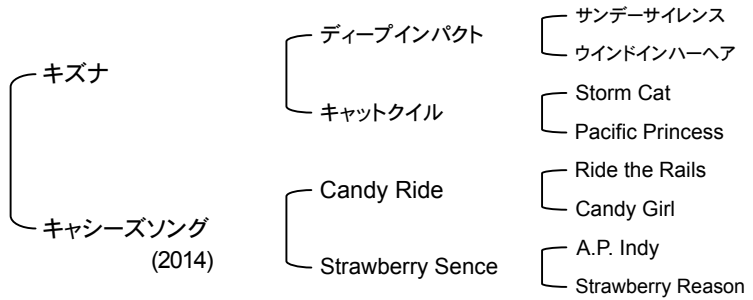 キズナ
キャシーズソング
(2014)
ディープインパクト
キャットクイル
Candy Ride
Strawberry Sence
サンデーサイレンス
ウインドインハーヘア
Storm Cat
Pacific Princess
Ride the Rails
Candy Girl
A.P. Indy
Strawberry Reason